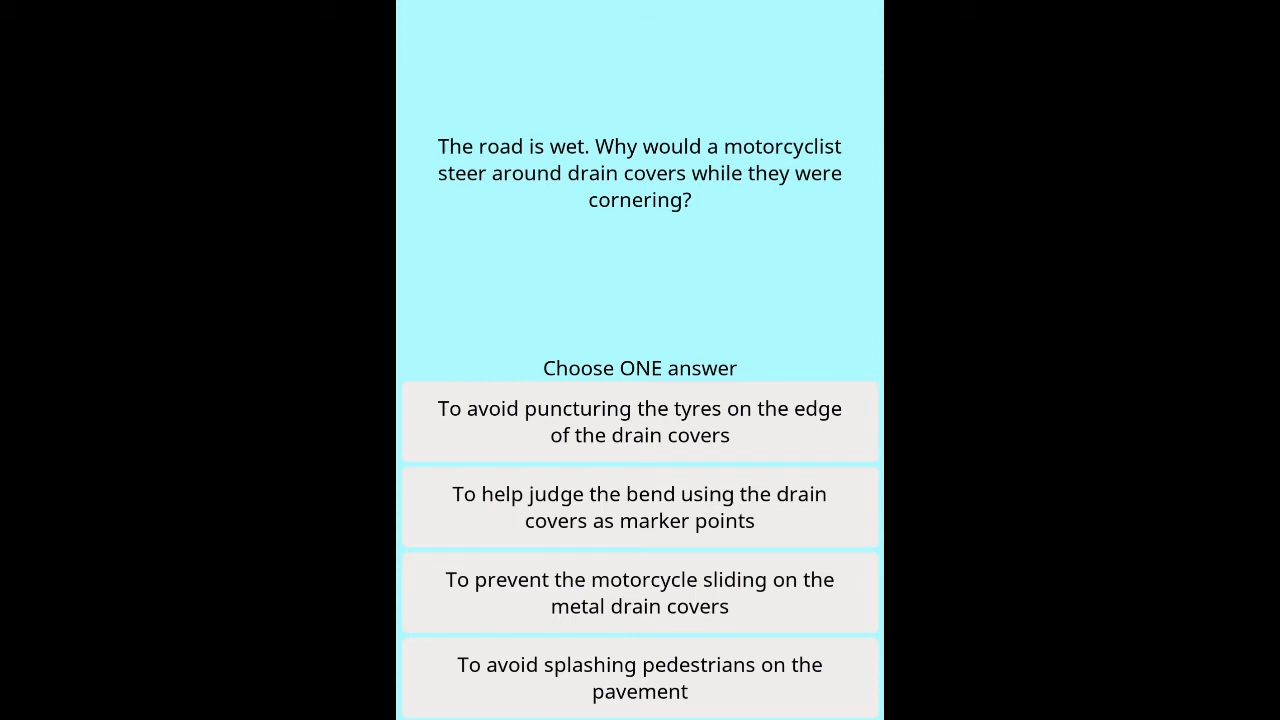 The road is wet. Why would a motorcyclist
steer around drain covers while they were
cornering?
Choose ONE answer
To avoid puncturing the tyres on the edge
of the drain covers
To help judge the bend using the drain
covers as marker points
To prevent the motorcycle sliding on the
metal drain covers
To avoid splashing pedestrians on the
pavement